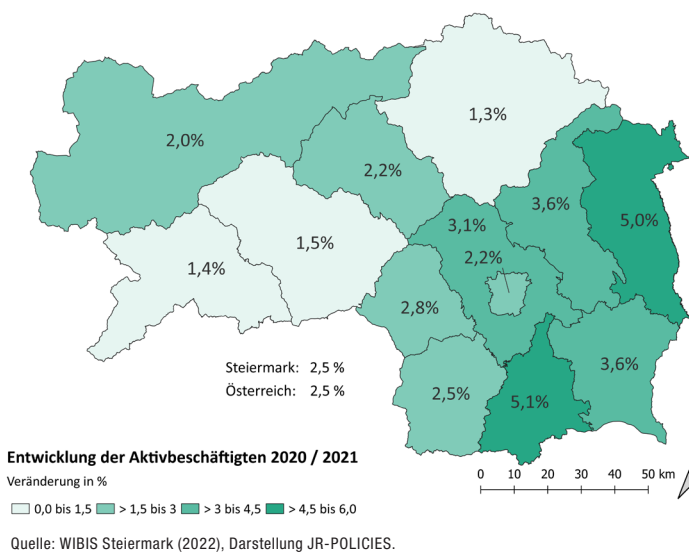 1,3%
2,0%
2,2%
3,6%
5,0%
3,1%
1,5%
2,2%
1,4%
2,8%
Steiermark: 2,5 %
Österreich: 2,5 %
3,6%
2,5%
5,1%
Entwicklung der Aktivbeschäftigten 2020 / 2021
Veränderung in %
0 10 20 30 40 50 km
0,0 bis 1,5 > 1,5 bis 3 > 3 bis 4,5 > 4,5 bis 6,0
Quelle: WIBIS Steiermark (2022), Darstellung JR-POLICIES.